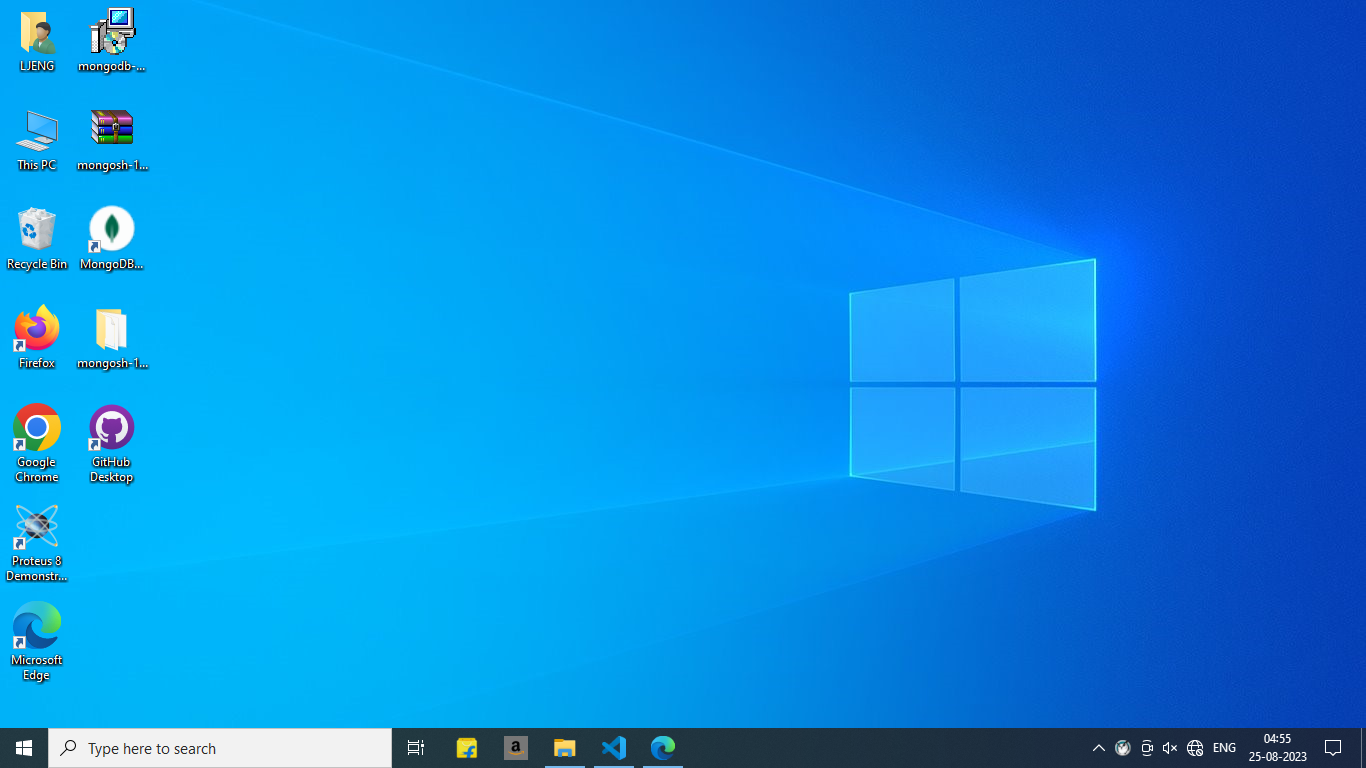 LJENG
mongodb-...
This PC
mongosh-1...
Recycle Bin
MongoDB...
Firefox
mongosh-1...
Google
Chrome
GitHub
Desktop
Proteus 8
Demonstr...
Microsoft
Edge
Type here to search
a
ENG
04:55
25-08-2023